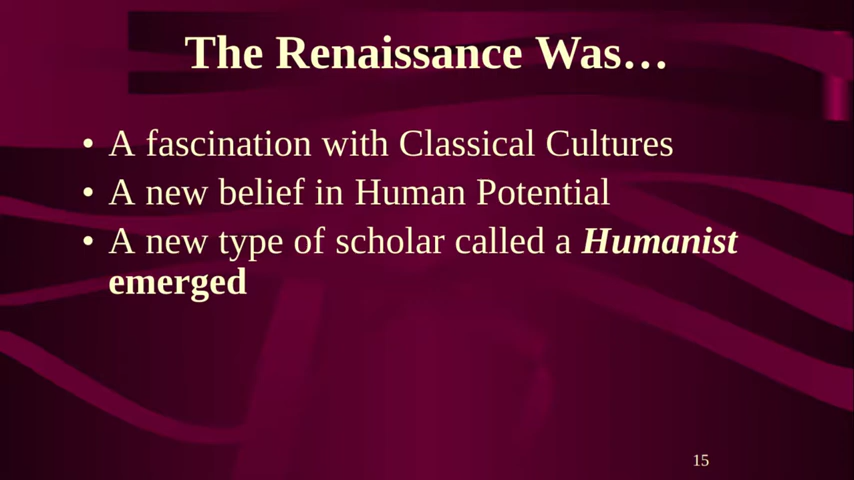 The Renaissance Was…
• A fascination with Classical Cultures
• A new belief in Human Potential
• A new type of scholar called a Humanist
emerged
15